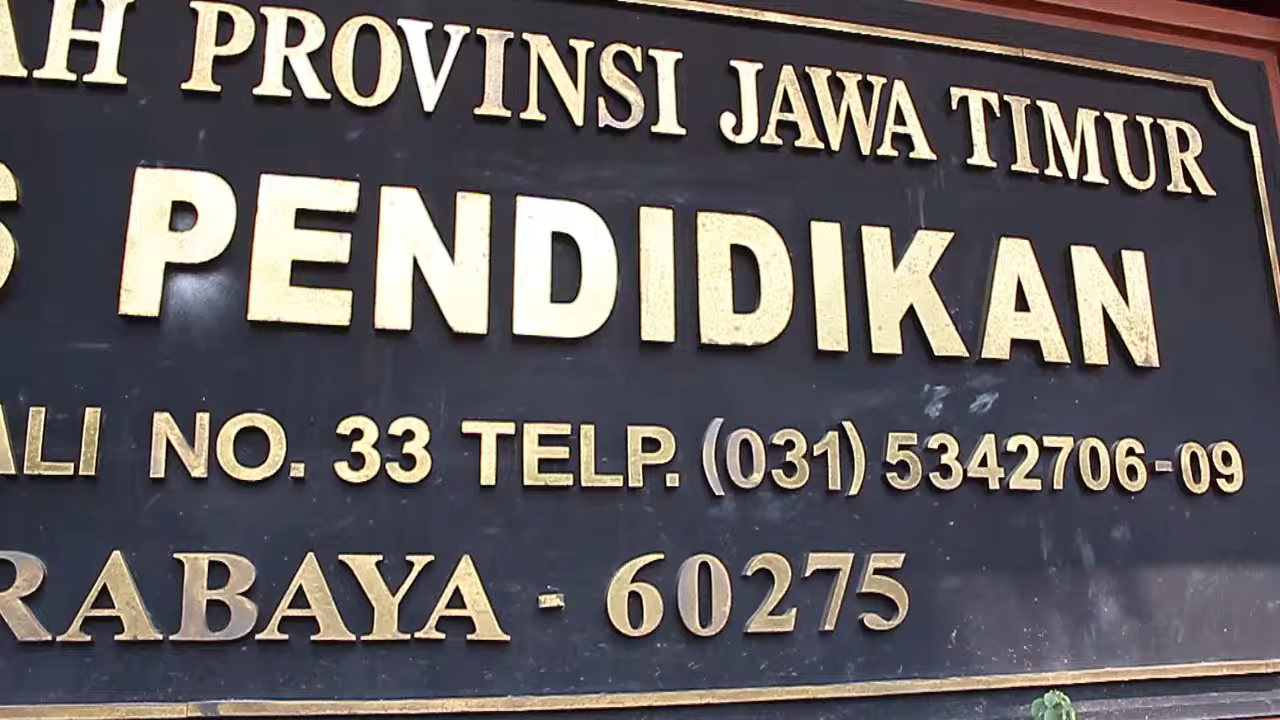 AH PROVINSI JAWA TIMUR
S PENDIDIKAN
ALI NO. 33 TELP. (031) 5342706-09
RABAYA - 60275